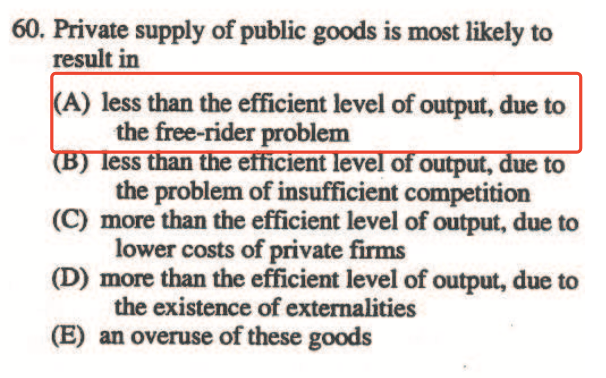 60. Private supply of public goods is most likely to
result in
(A) less than the efficient level of output, due to
the free-rider problem
(B) less than the efficient level of output, due to
the problem of insufficient competition
(C) more than the efficient level of output, due to
lower costs of private firms
(D) more than the efficient level of output, due to
the existence of externalities
(E) an overuse of these goods